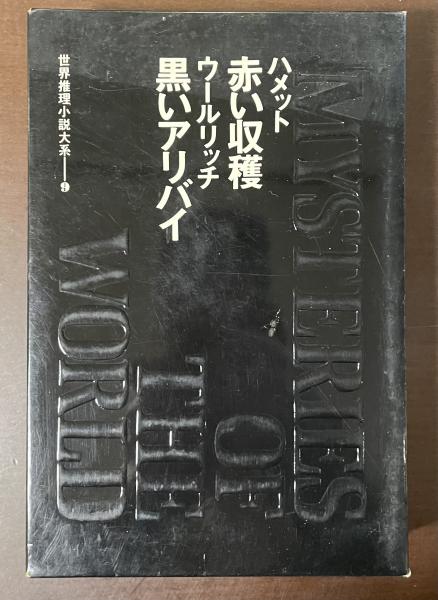 ハメット
赤い収穫
ウールリッチ
黒いアリバイ
世界推理小説大系——9
MYSTERIES
OF
THE
WORLD